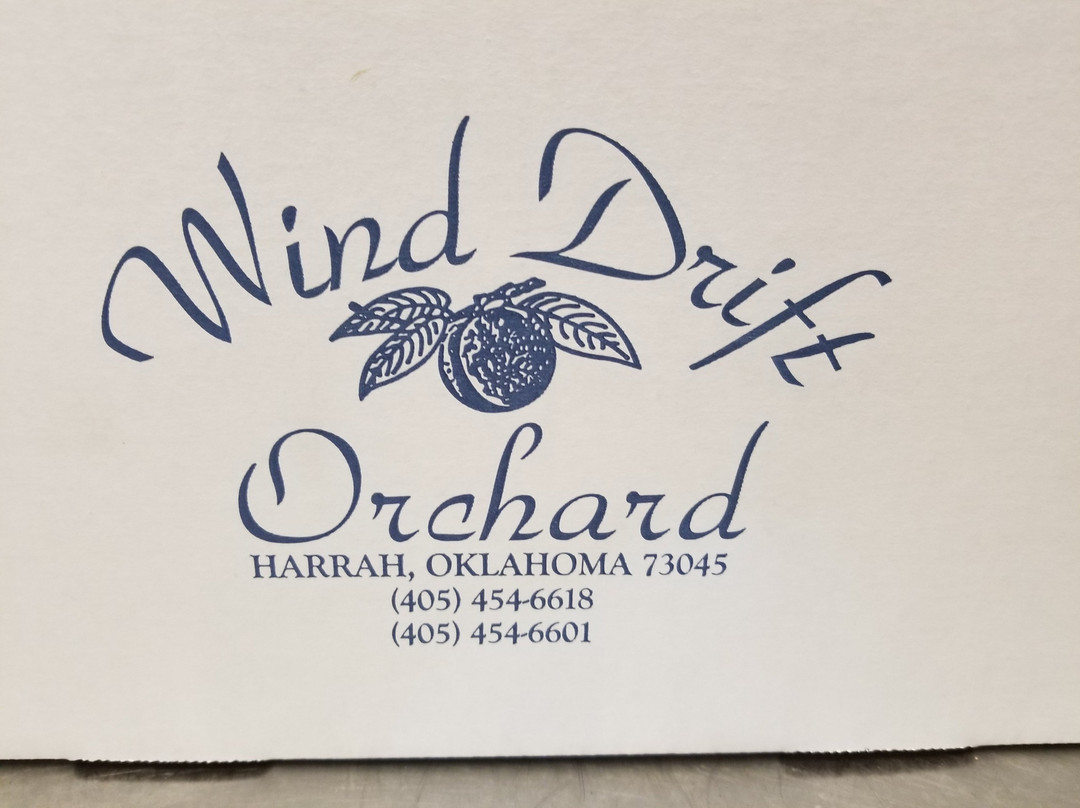 Wind Drift
Orchard
HARRAH, OKLAHOMA 73045
(405) 454-6618
(405) 454-6601